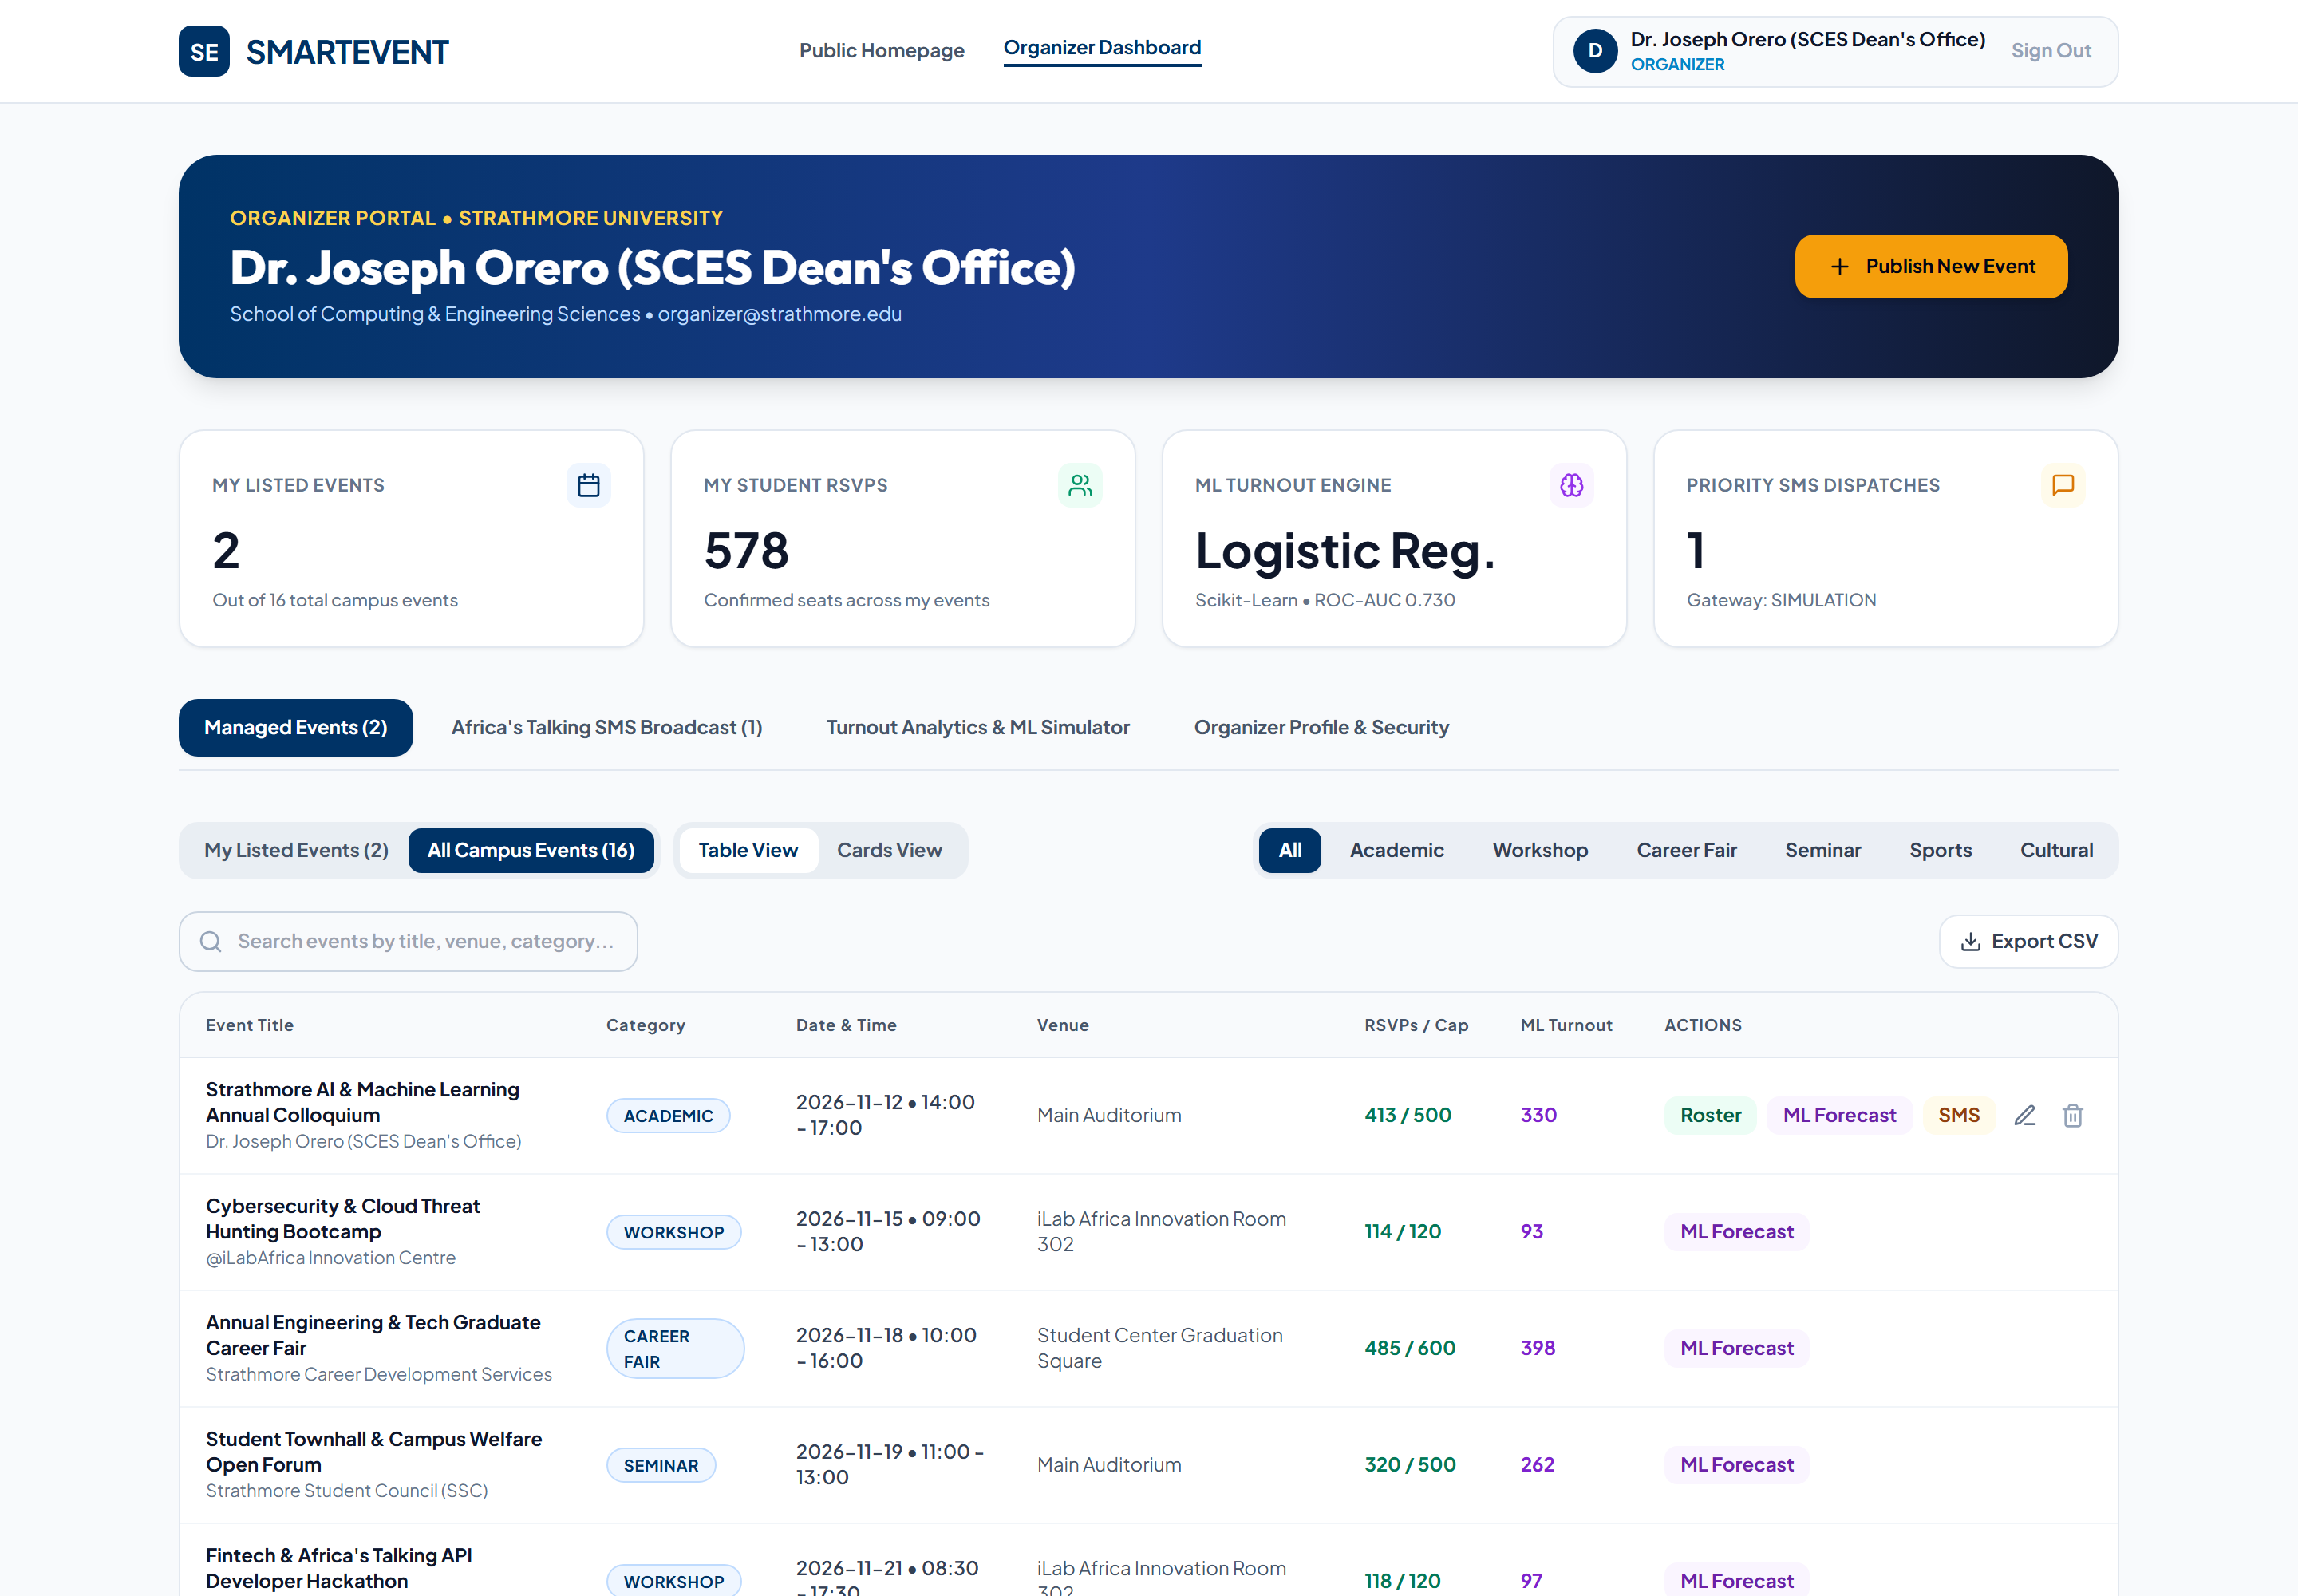 SE SMARTEVENT
Public Homepage
Organizer Dashboard
D
Dr. Joseph Orero (SCES Dean's Office)
ORGANIZER
Sign Out
ORGANIZER PORTAL • STRATHMORE UNIVERSITY
Dr. Joseph Orero (SCES Dean's Office)
School of Computing & Engineering Sciences • organizer@strathmore.edu
+ Publish New Event
MY LISTED EVENTS
2
Out of 16 total campus events
MY STUDENT RSVPS
578
Confirmed seats across my events
ML TURNOUT ENGINE
Logistic Reg.
Scikit-Learn • ROC-AUC 0.730
PRIORITY SMS DISPATCHES
1
Gateway: SIMULATION
Managed Events (2)
Africa's Talking SMS Broadcast (1)
Turnout Analytics & ML Simulator
Organizer Profile & Security
My Listed Events (2)
All Campus Events (16)
Table View
Cards View
All
Academic
Workshop
Career Fair
Seminar
Sports
Cultural
Search events by title, venue, category...
Export CSV
Event Title
Category
Date & Time
Venue
RSVPs / Cap
ML Turnout
ACTIONS
Strathmore AI & Machine Learning
Annual Colloquium
Dr. Joseph Orero (SCES Dean's Office)
ACADEMIC
2026-11-12 • 14:00
- 17:00
Main Auditorium
413 / 500
330
Roster
ML Forecast
SMS
Cybersecurity & Cloud Threat
Hunting Bootcamp
@iLabAfrica Innovation Centre
WORKSHOP
2026-11-15 • 09:00
- 13:00
iLab Africa Innovation Room
302
114 / 120
93
ML Forecast
Annual Engineering & Tech Graduate
Career Fair
Strathmore Career Development Services
CAREER
FAIR
2026-11-18 • 10:00
- 16:00
Student Center Graduation
Square
485 / 600
398
ML Forecast
Student Townhall & Campus Welfare
Open Forum
Strathmore Student Council (SSC)
SEMINAR
2026-11-19 • 11:00 -
13:00
Main Auditorium
320 / 500
262
ML Forecast
Fintech & Africa's Talking API
Developer Hackathon
WORKSHOP
2026-11-21 • 08:30
- 17:30
iLab Africa Innovation Room
302
118 / 120
97
ML Forecast